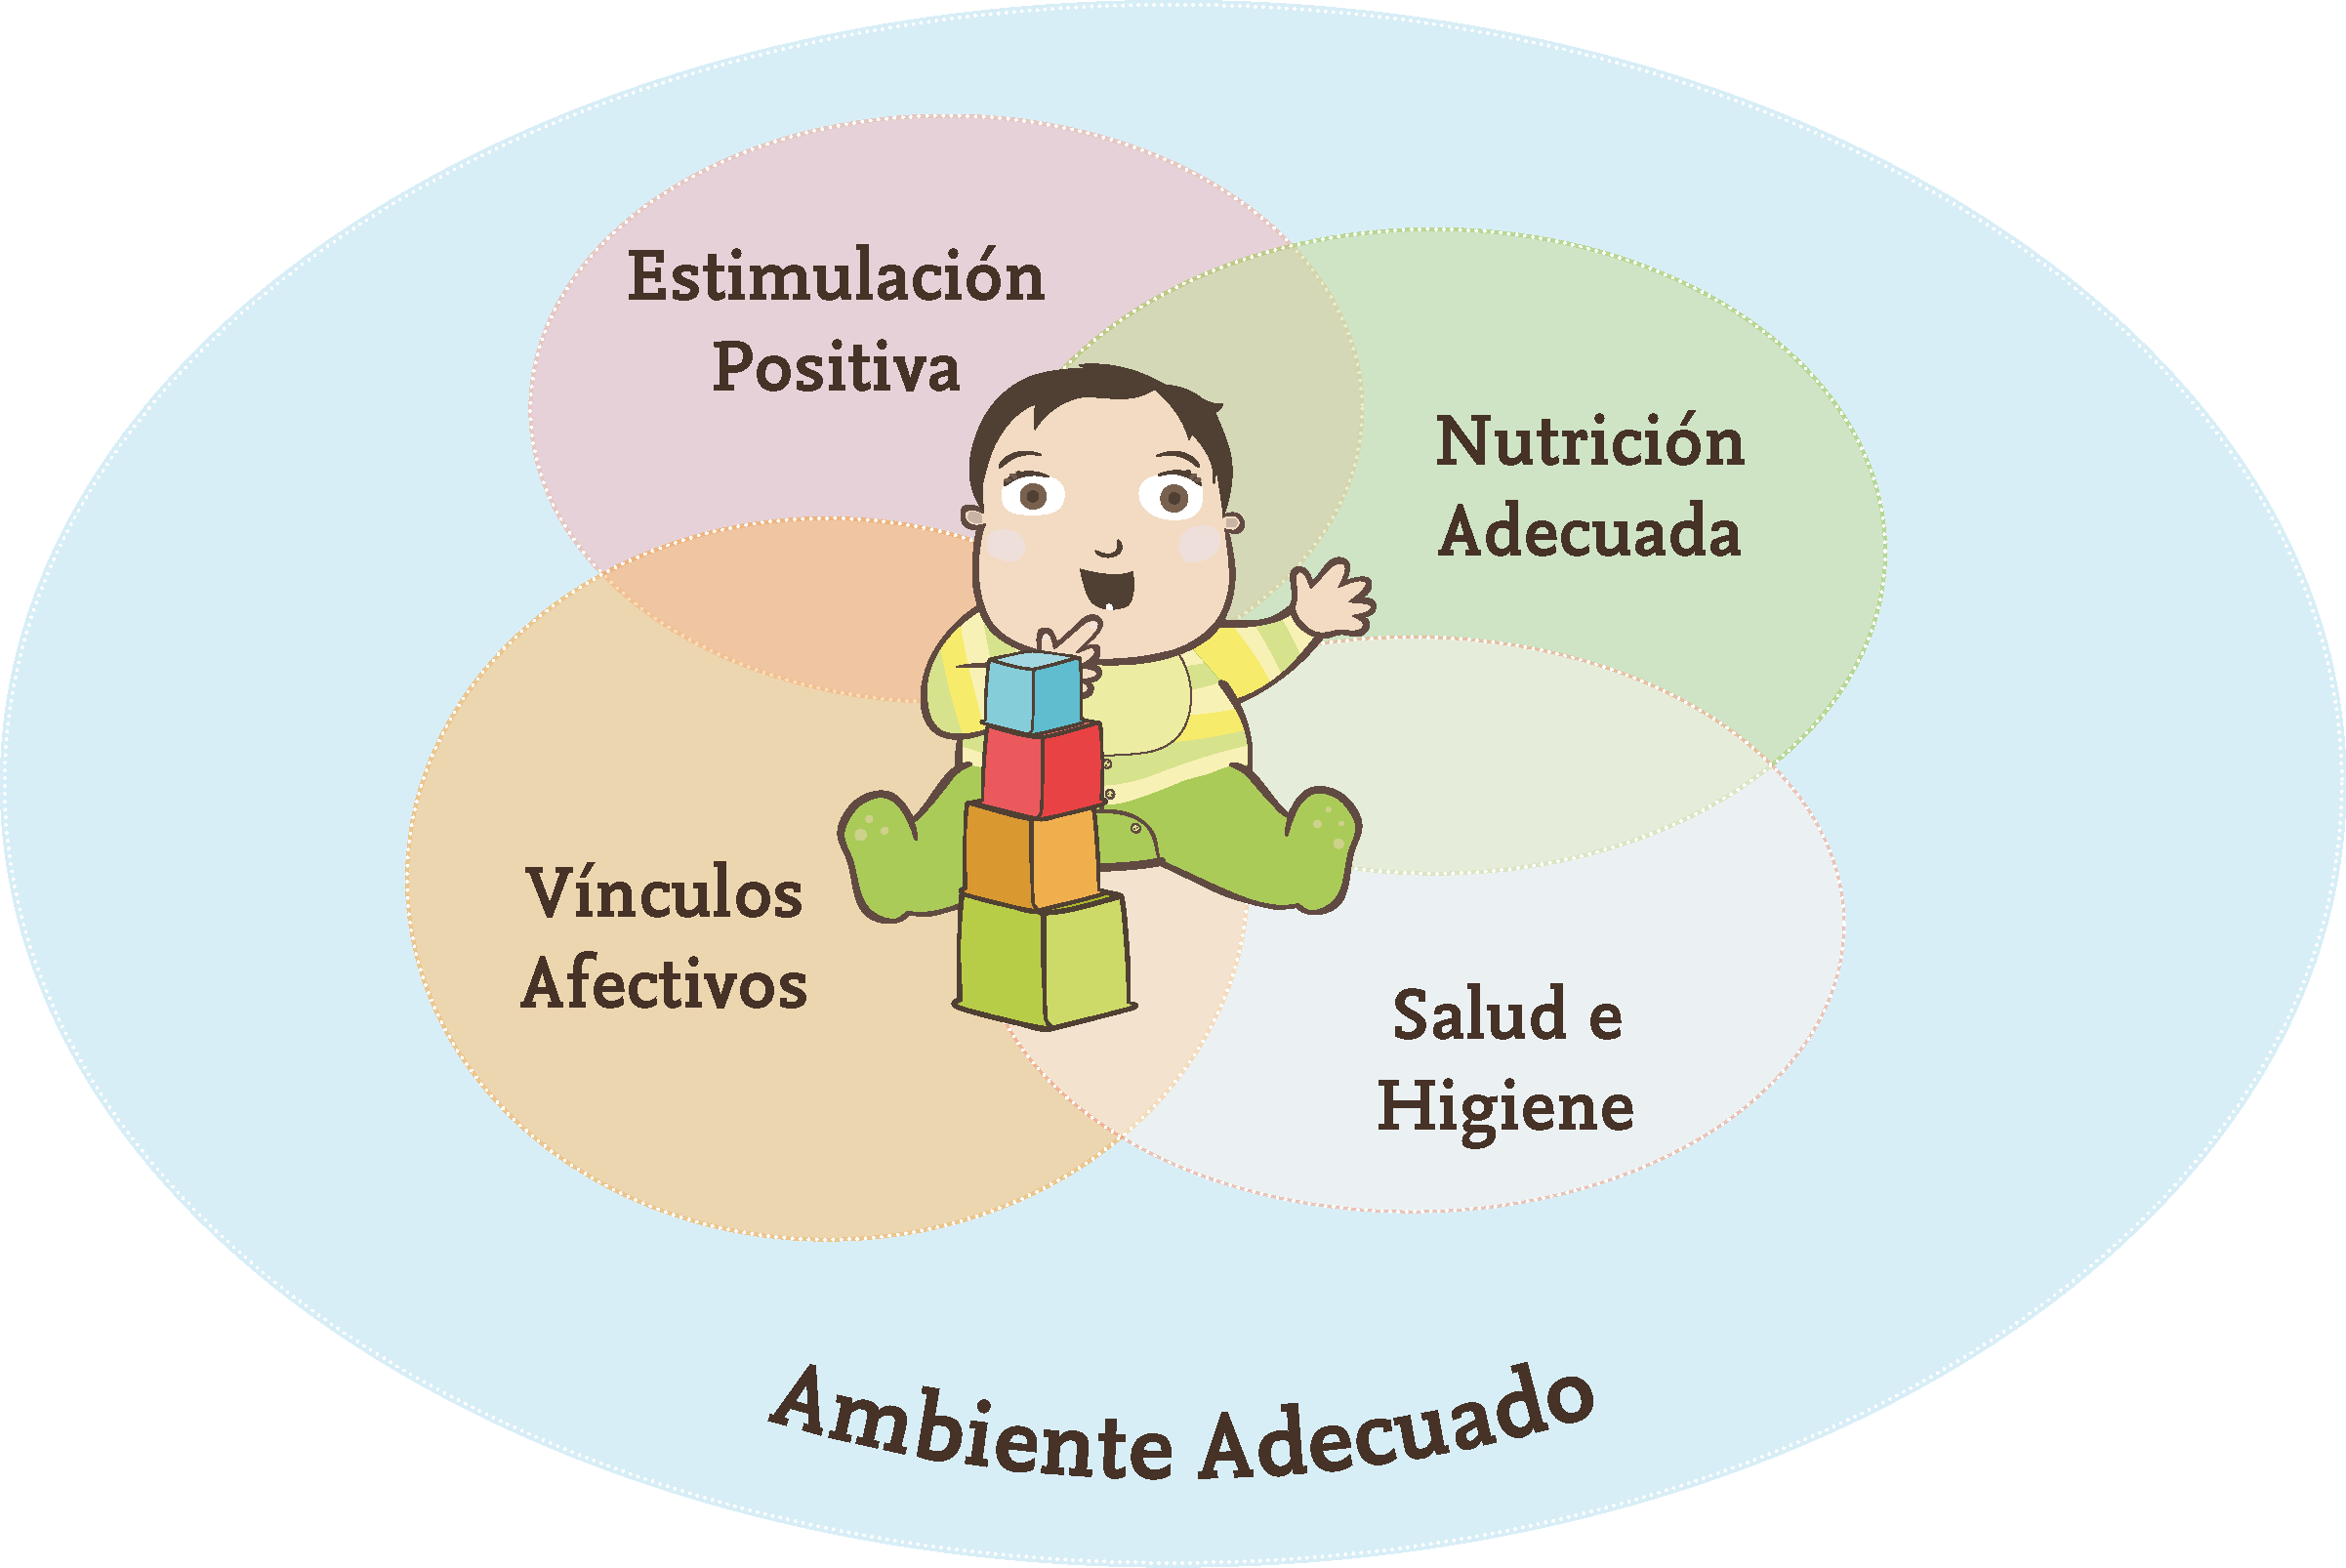 Estimulación
Positiva
Nutrición
Adecuada
Vínculos
Afectivos
Salud e
Higiene
Ambiente Adecuado